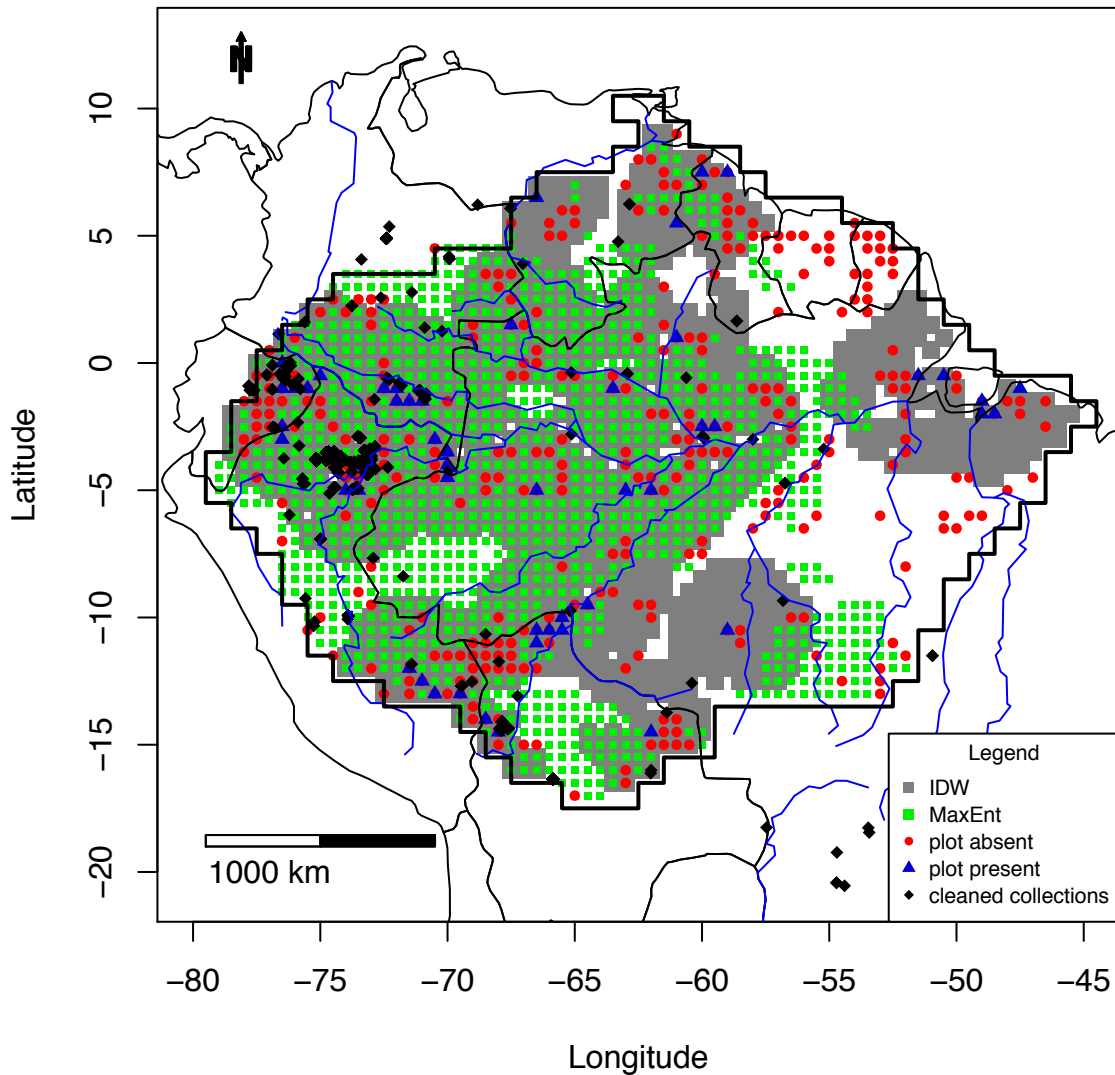 N
Latitude
10
5
0
−5
−10
−15
−20
1000 km
Legend
IDW
MaxEnt
plot absent
plot present
cleaned collections
−80 −75 −70 −65 −60 −55 −50 −45
Longitude